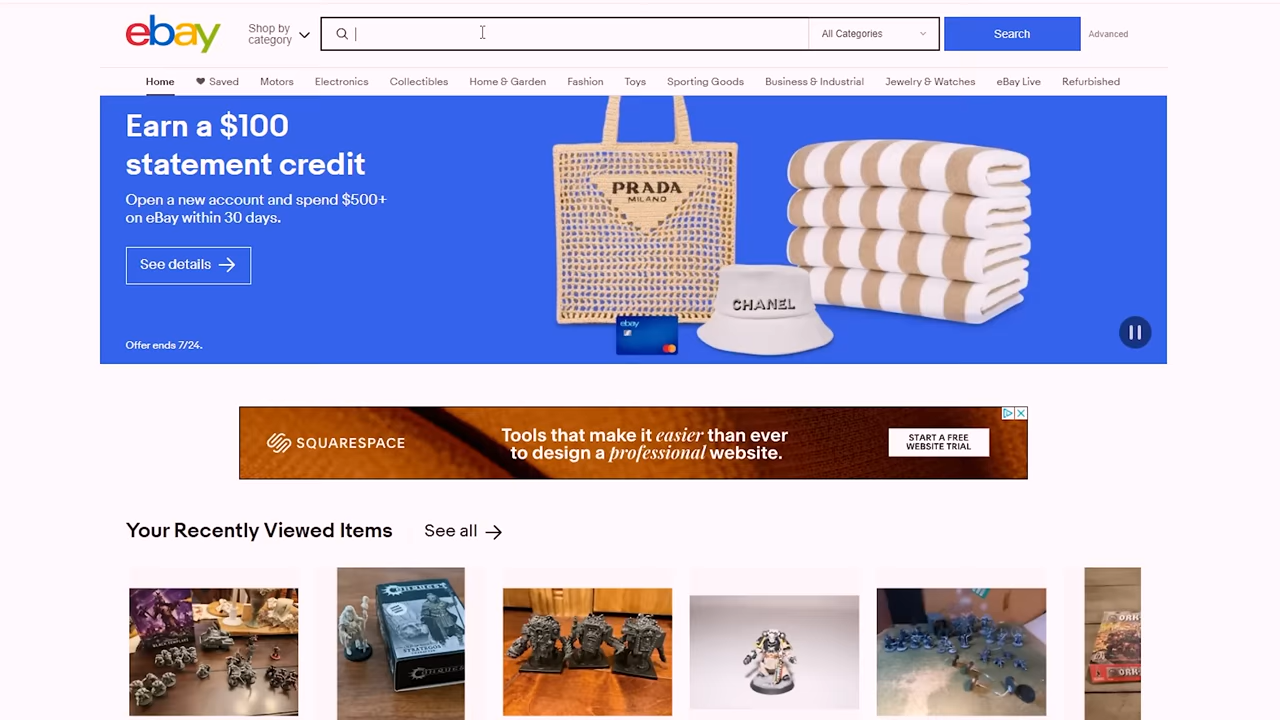 ebay
Shop by
category
All Categories
Search
Advanced
Home
Saved
Motors
Electronics
Collectibles
Home & Garden
Fashion
Toys
Sporting Goods
Business & Industrial
Jewelry & Watches
eBay Live
Refurbished
Earn a $100
statement credit
Open a new account and spend $500+
on eBay within 30 days.
See details
Offer ends 7/24.
PRADA
MILANO
CHANEL
ebay
SQUARESPACE
Tools that make it easier than ever
to design a professional website.
START A FREE
WEBSITE TRIAL
Your Recently Viewed Items
See all
STRATEGOS